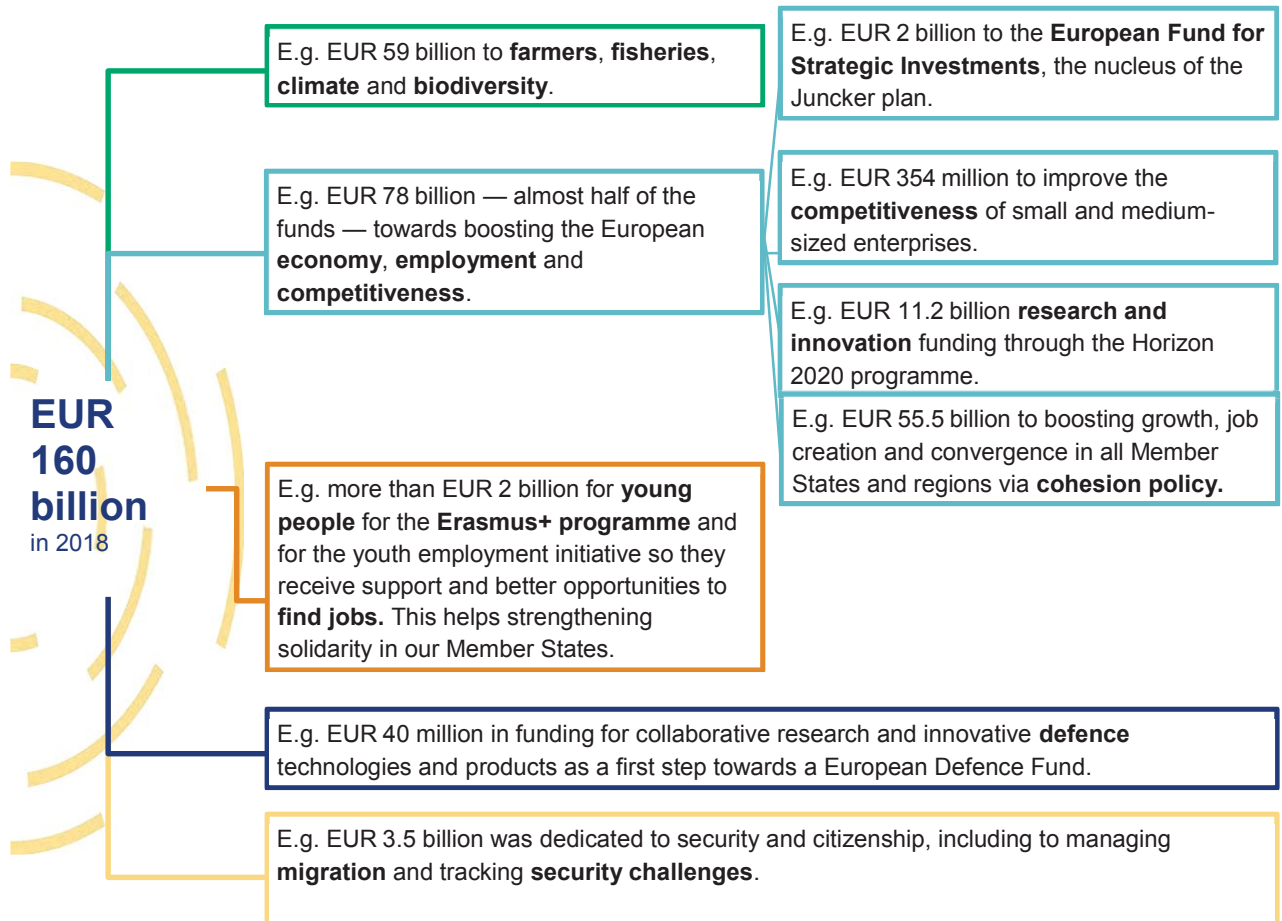 EUR
160
billion
in 2018
E.g. EUR 59 billion to farmers, fisheries,
climate and biodiversity.
E.g. EUR 78 billion — almost half of the
funds — towards boosting the European
economy, employment and
competitiveness.
E.g. EUR 2 billion to the European Fund for
Strategic Investments, the nucleus of the
Juncker plan.
E.g. EUR 354 million to improve the
competitiveness of small and medium-
sized enterprises.
E.g. EUR 11.2 billion research and
innovation funding through the Horizon
2020 programme.
E.g. EUR 55.5 billion to boosting growth, job
creation and convergence in all Member
States and regions via cohesion policy.
E.g. more than EUR 2 billion for young
people for the Erasmus+ programme and
for the youth employment initiative so they
receive support and better opportunities to
find jobs. This helps strengthening
solidarity in our Member States.
E.g. EUR 40 million in funding for collaborative research and innovative defence
technologies and products as a first step towards a European Defence Fund.
E.g. EUR 3.5 billion was dedicated to security and citizenship, including to managing
migration and tracking security challenges.